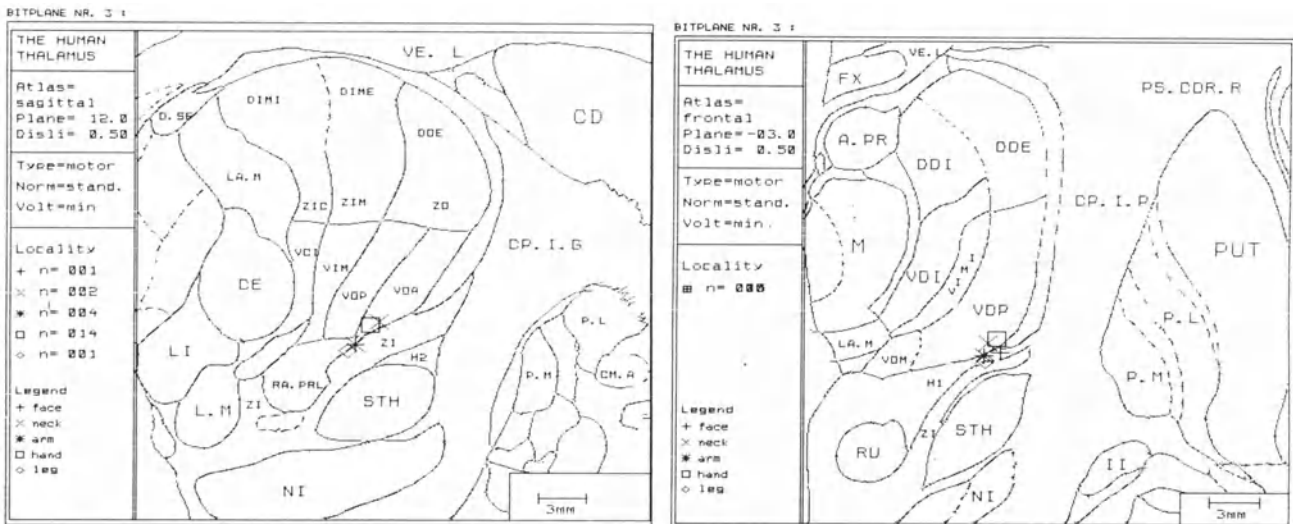 BITPLANE NR. 3 :
THE HUMAN
THALAMUS
Atlas=
sagittal
Plane= 12.0
Disli= 0.50
Type=motor
Norm=stand.
Volt=min
Locality
+ n= 001
× n= 002
✱ n= 004
□ n= 014
◇ n= 001
Legend
+ face
× neck
✱ arm
□ hand
◇ leg
VE. L
CD
DIMI
DIME
DDE
LA.M
ZIC
ZIM
ZO
CP. I. G
CE
VCI
VIM
VOP
VOA
ZI
H2
P.L
LI
RA.PRL
P.M
CM.A
L.M
ZI
STH
NI
3mm
BITPLANE NR. 3 :
THE HUMAN
THALAMUS
Atlas=
frontal
Plane=-03.0
Disli= 0.50
Type=motor
Norm=stand.
Volt=min.
Locality
⊞ n= 000
Legend
+ face
× neck
✱ arm
□ hand
◇ leg
VE. L
FX
PS.CDR.R
A.PR
DDI
DDE
M
CP. I. P
PUT
VDI
V I M I
VOP
P.L
LA.M
VOM
H1
P.M
RU
ZI
STH
II
NI
3mm